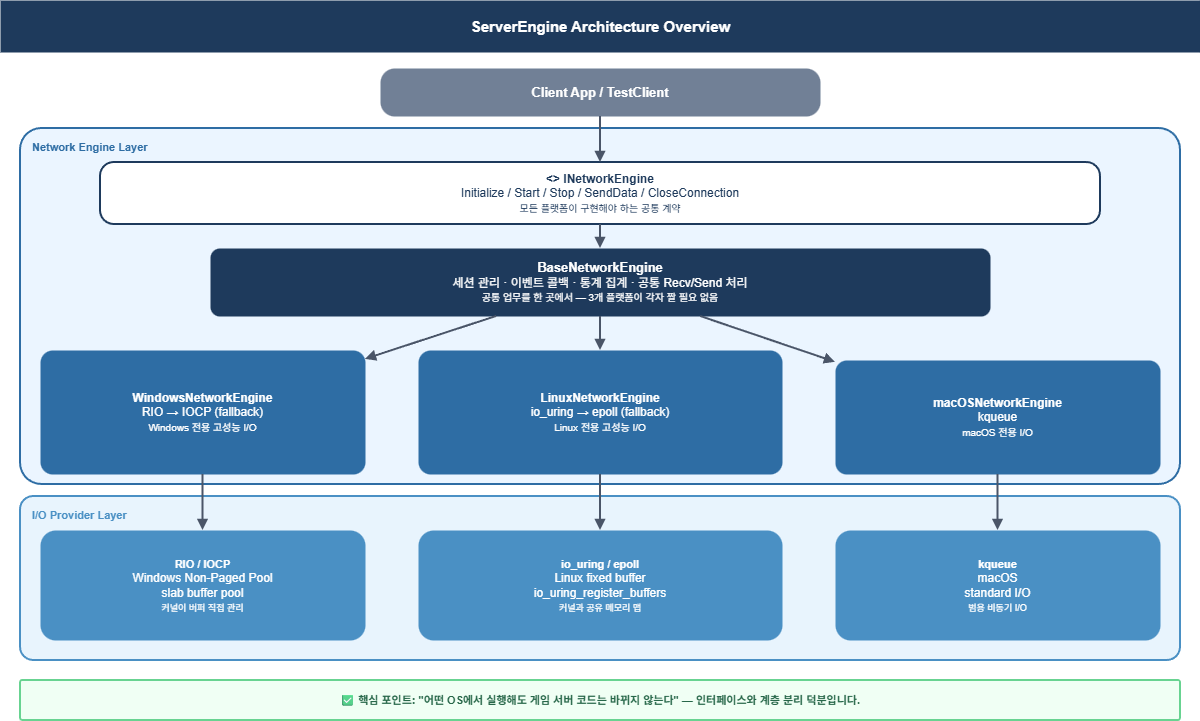 ServerEngine Architecture Overview
Client App / TestClient
Network Engine Layer
<> INetworkEngine
Initialize / Start / Stop / SendData / CloseConnection
모든 플랫폼이 구현해야 하는 공통 계약
BaseNetworkEngine
세션 관리 · 이벤트 콜백 · 통계 집계 · 공통 Recv/Send 처리
공통 업무를 한 곳에서 — 3개 플랫폼이 각자 짤 필요 없음
WindowsNetworkEngine
RIO → IOCP (fallback)
Windows 전용 고성능 I/O
LinuxNetworkEngine
io_uring → epoll (fallback)
Linux 전용 고성능 I/O
macOSNetworkEngine
kqueue
macOS 전용 I/O
I/O Provider Layer
RIO / IOCP
Windows Non-Paged Pool
slab buffer pool
커널이 버퍼 직접 관리
io_uring / epoll
Linux fixed buffer
io_uring_register_buffers
커널과 공유 메모리 맵
kqueue
macOS
standard I/O
범용 비동기 I/O
✅ 핵심 포인트: "어떤 OS에서 실행해도 게임 서버 코드는 바뀌지 않는다" — 인터페이스와 계층 분리 덕분입니다.